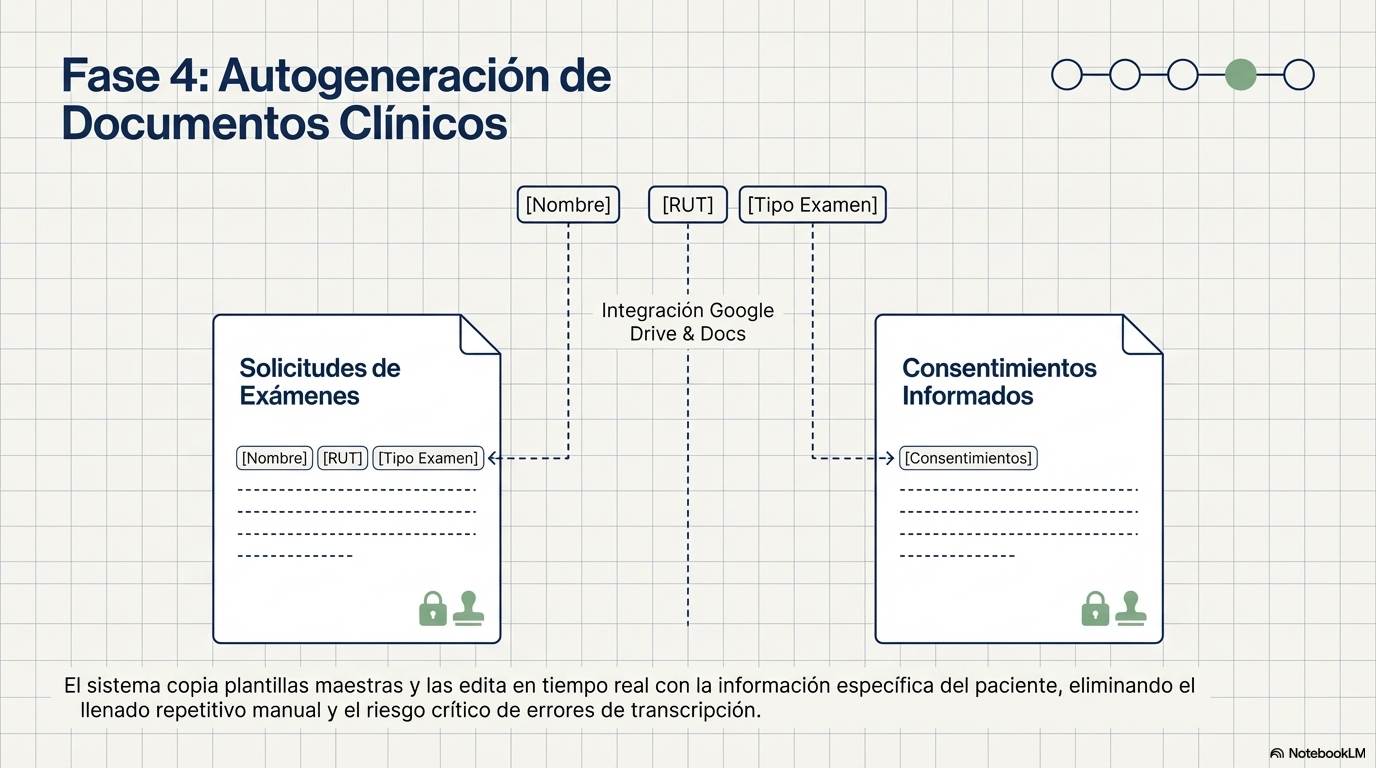 Fase 4: Autogeneración de
Documentos Clínicos
[Nombre] [RUT] [Tipo Examen]
Integración Google
Drive & Docs
Solicitudes de
Exámenes
[Nombre] [RUT] [Tipo Examen]
Consentimientos
Informados
[Consentimientos]
El sistema copia plantillas maestras y las edita en tiempo real con la información específica del paciente, eliminando el
llenado repetitivo manual y el riesgo crítico de errores de transcripción.
NotebookLM